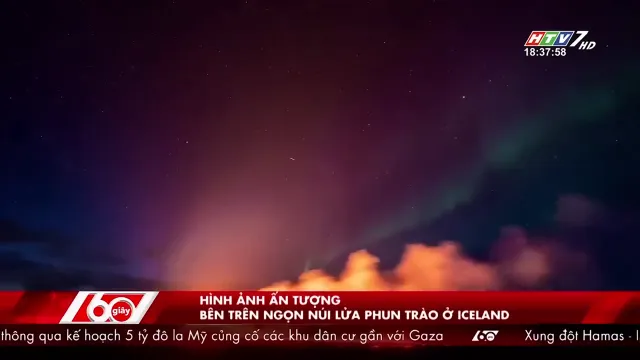 HTV7 HD
18:37:58
60 giây
HÌNH ẢNH ẤN TƯỢNG
BÊN TRÊN NGỌN NÚI LỬA PHUN TRÀO Ở ICELAND
thông qua kế hoạch 5 tỷ đô la Mỹ củng cố các khu dân cư gần với Gaza 60 Xung đột Hamas -